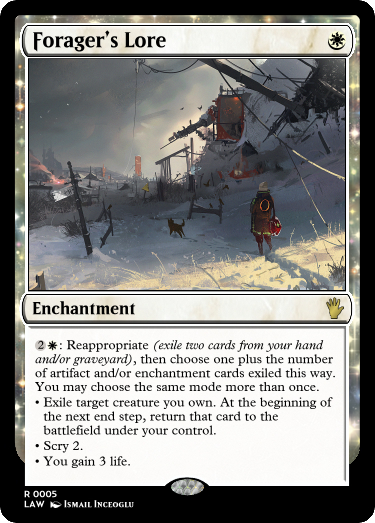 Forager's Lore
Enchantment
2: Reappropriate (exile two cards from your hand
and/or graveyard), then choose one plus the number
of artifact and/or enchantment cards exiled this way.
You may choose the same mode more than once.
• Exile target creature you own. At the beginning of
the next end step, return that card to the
battlefield under your control.
• Scry 2.
• You gain 3 life.
R 0005
LAW Ismail Inceoglu